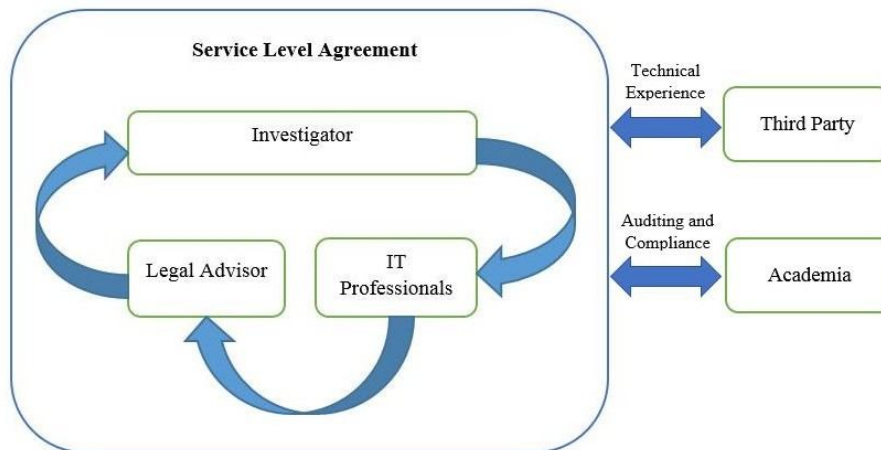 Service Level Agreement
Technical
Experience
Third Party
Investigator
Auditing and
Compliance
Legal Advisor
IT
Professionals
Academia